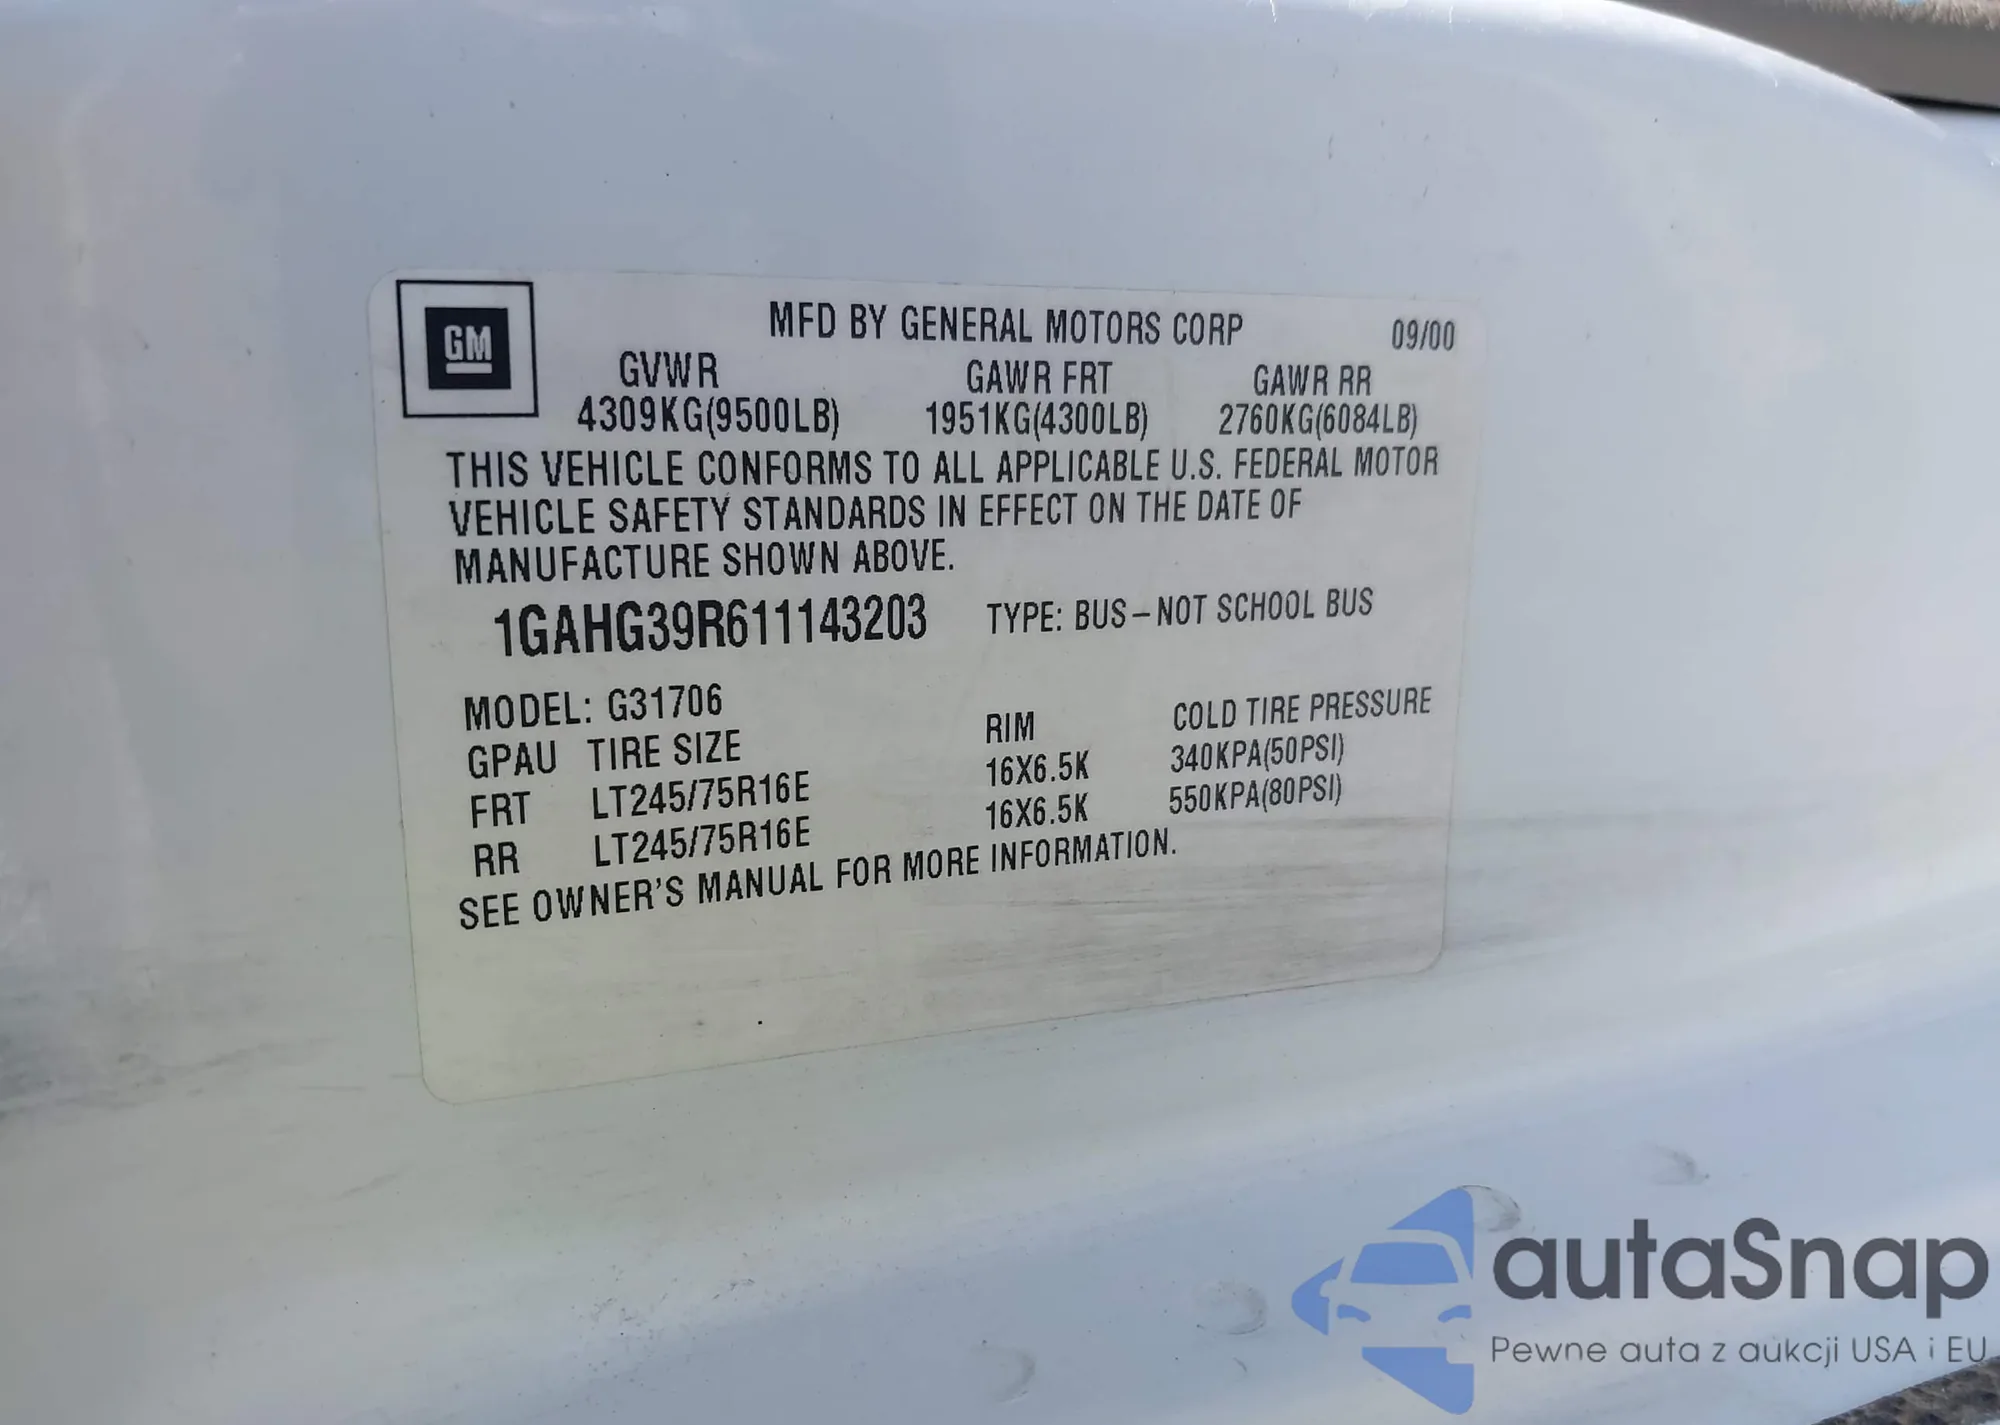 GM
MFD BY GENERAL MOTORS CORP 09/00
GVWR GAWR FRT GAWR RR
4309KG(9500LB) 1951KG(4300LB) 2760KG(6084LB)
THIS VEHICLE CONFORMS TO ALL APPLICABLE U.S. FEDERAL MOTOR
VEHICLE SAFETY STANDARDS IN EFFECT ON THE DATE OF
MANUFACTURE SHOWN ABOVE.
1GAHG39R611143203 TYPE: BUS-NOT SCHOOL BUS
MODEL: G31706
GPAU TIRE SIZE RIM COLD TIRE PRESSURE
FRT LT245/75R16E 16X6.5K 340KPA(50PSI)
RR LT245/75R16E 16X6.5K 550KPA(80PSI)
SEE OWNER'S MANUAL FOR MORE INFORMATION.
autaSnap
Pewne auta z aukcji USA i EU